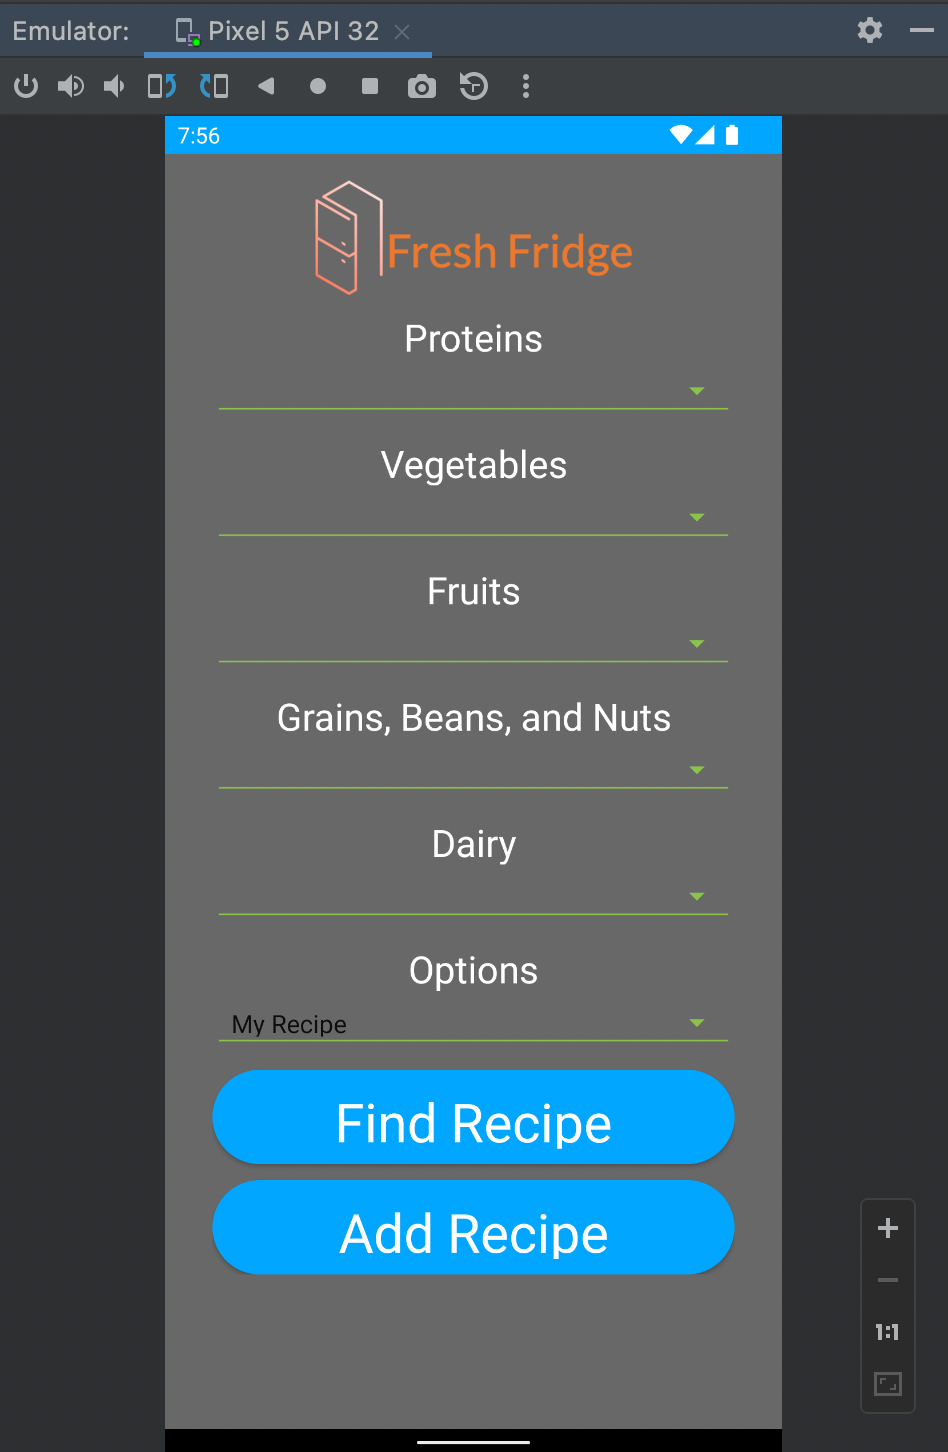 Emulator: Pixel 5 API 32
7:56
Fresh Fridge
Proteins
Vegetables
Fruits
Grains, Beans, and Nuts
Dairy
Options
My Recipe
Find Recipe
Add Recipe
1:1